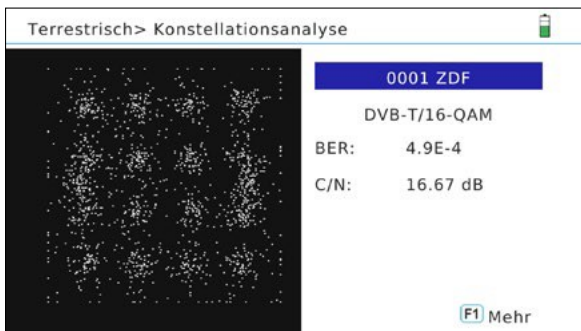 Terrestrisch> Konstellationsanalyse
0001 ZDF
DVB-T/16-QAM
BER: 4.9E-4
C/N: 16.67 dB
F1 Mehr